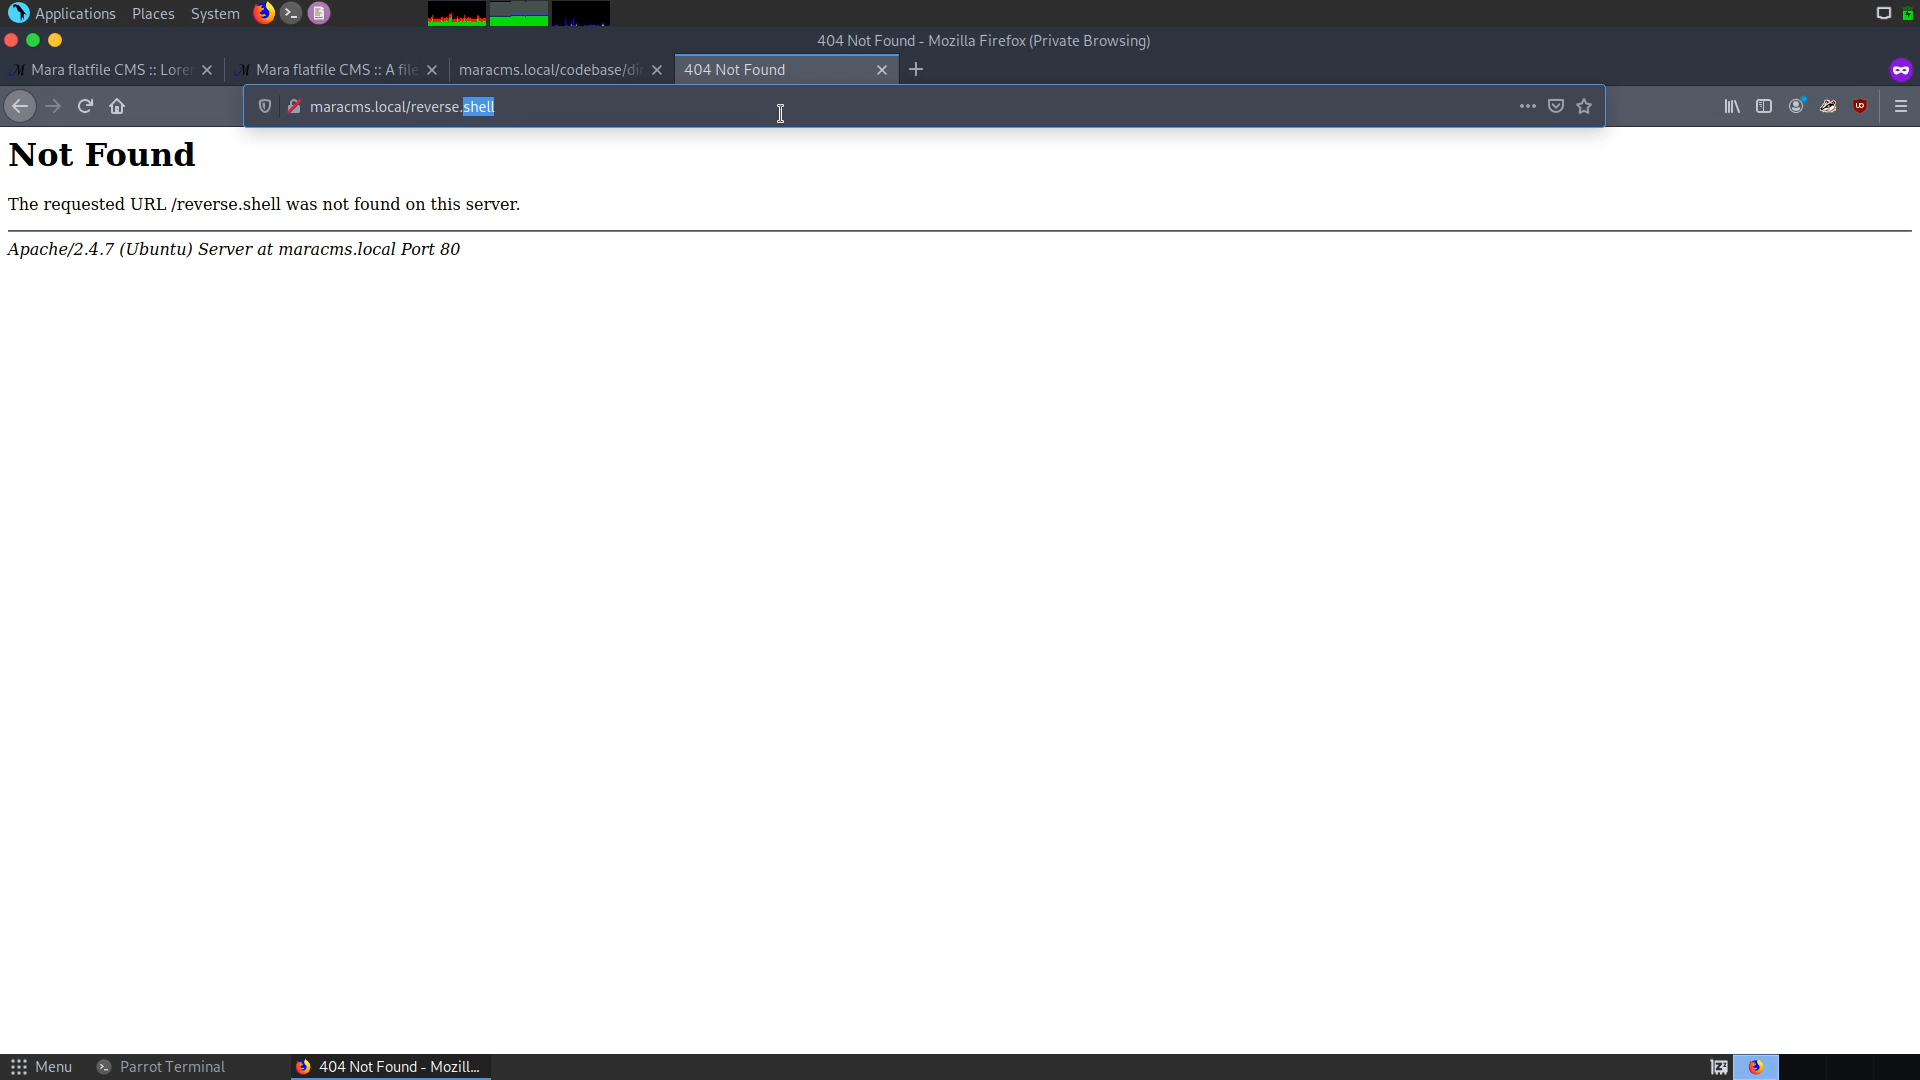 Applications Places System
404 Not Found - Mozilla Firefox (Private Browsing)
Mara flatfile CMS :: Lorem
Mara flatfile CMS :: A file
maracms.local/codebase/dir
404 Not Found
maracms.local/reverse.shell
Not Found
The requested URL /reverse.shell was not found on this server.
Apache/2.4.7 (Ubuntu) Server at maracms.local Port 80
Menu
Parrot Terminal
404 Not Found - Mozill...